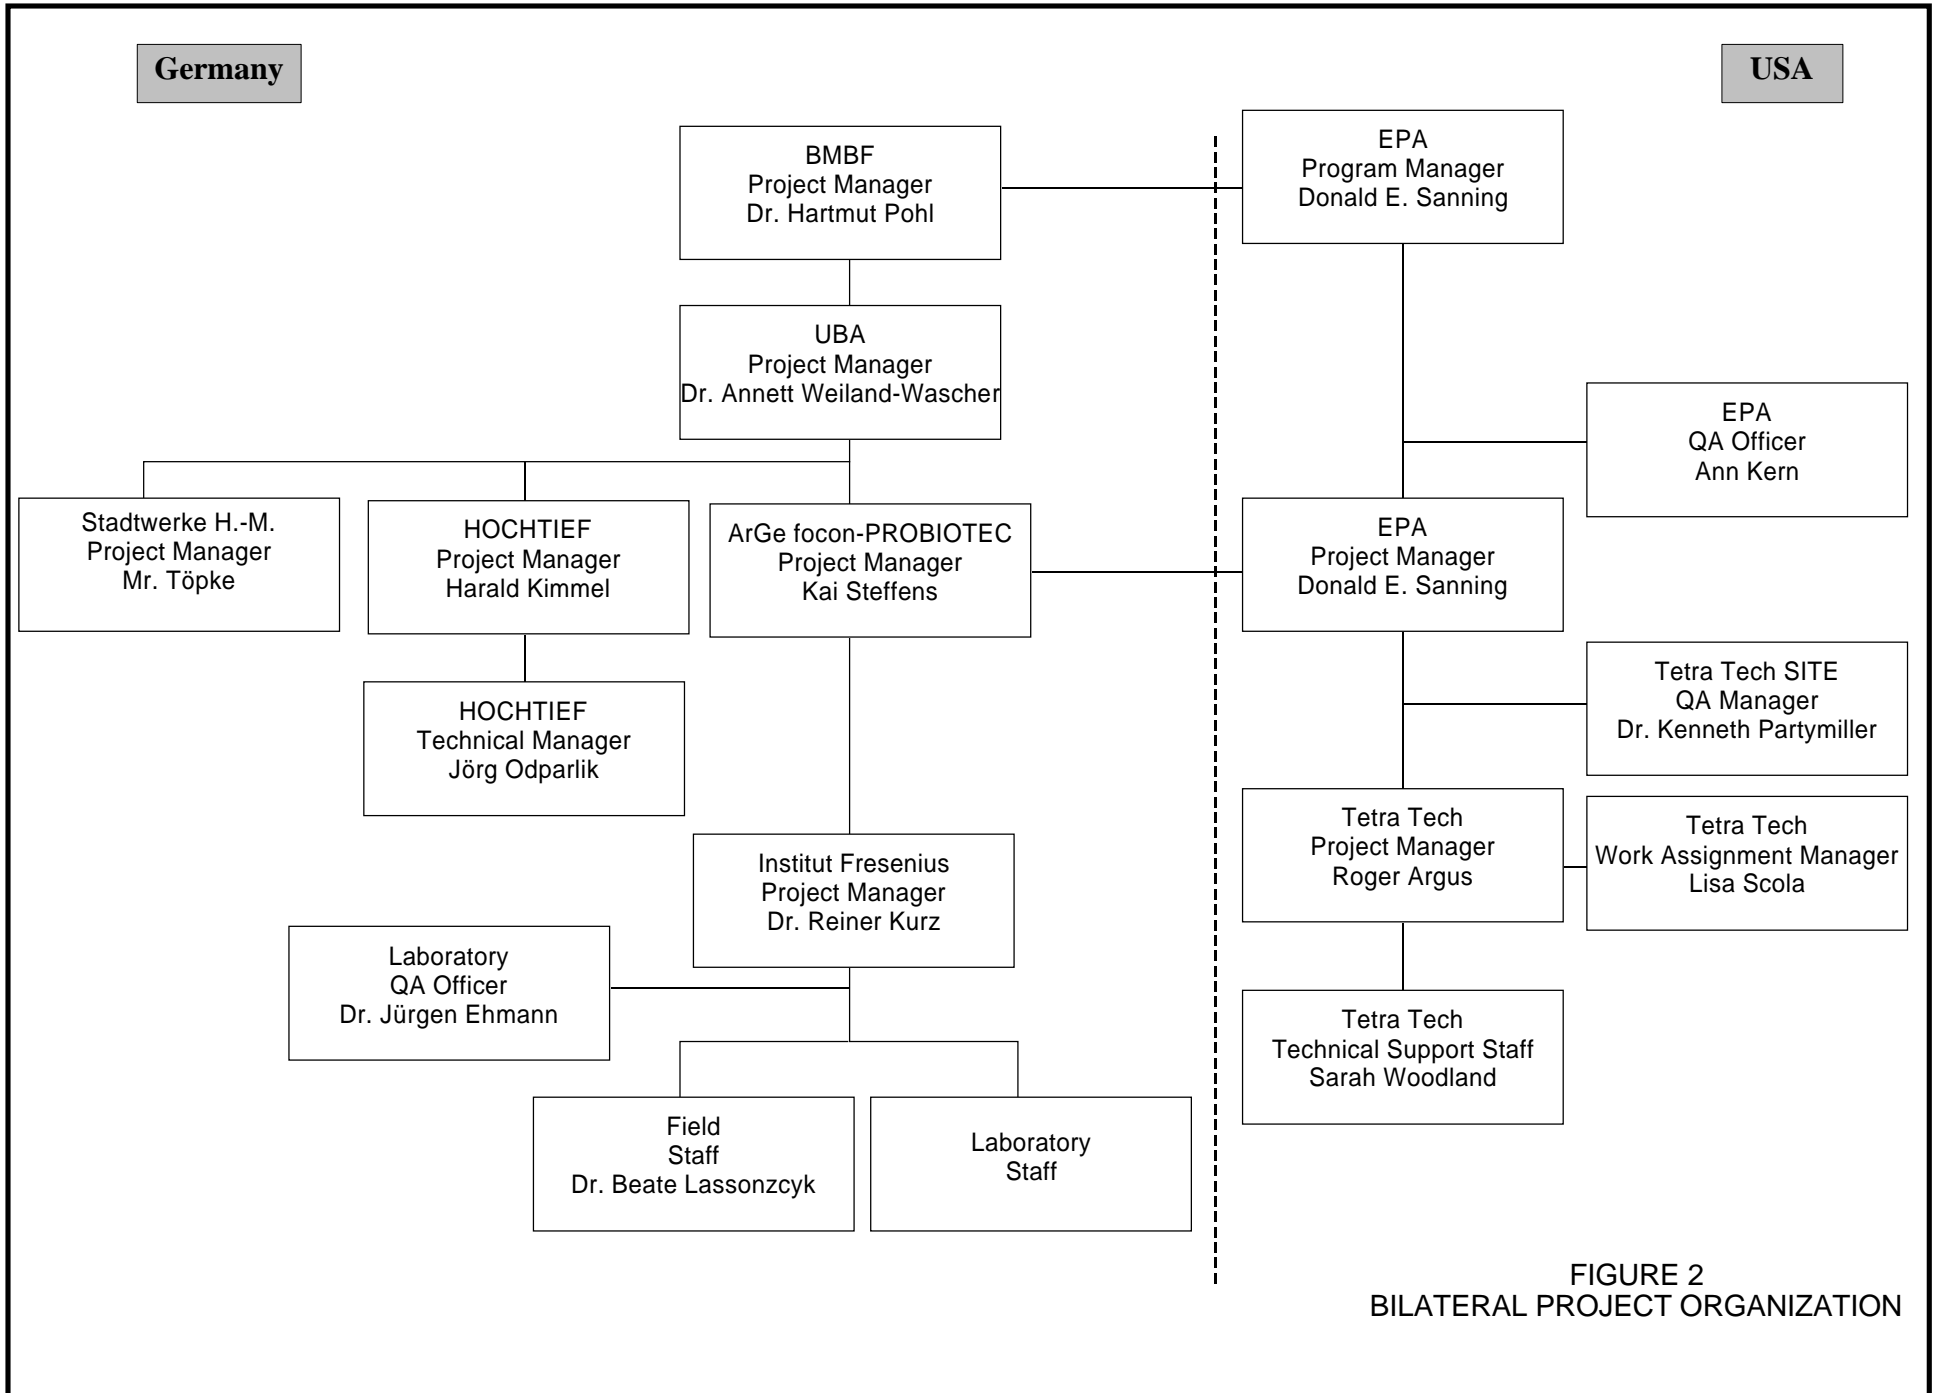 Germany
USA
BMBF
Project Manager
Dr. Hartmut Pohl
EPA
Program Manager
Donald E. Sanning
UBA
Project Manager
Dr. Annett Weiland-Wascher
EPA
QA Officer
Ann Kern
Stadtwerke H.-M.
Project Manager
Mr. Töpke
HOCHTIEF
Project Manager
Harald Kimmel
ArGe focon-PROBIOTEC
Project Manager
Kai Steffens
EPA
Project Manager
Donald E. Sanning
HOCHTIEF
Technical Manager
Jörg Odparlik
Tetra Tech SITE
QA Manager
Dr. Kenneth Partymiller
Tetra Tech
Project Manager
Roger Argus
Tetra Tech
Work Assignment Manager
Lisa Scola
Institut Fresenius
Project Manager
Dr. Reiner Kurz
Laboratory
QA Officer
Dr. Jürgen Ehmann
Tetra Tech
Technical Support Staff
Sarah Woodland
Field
Staff
Dr. Beate Lassonzcyk
Laboratory
Staff
FIGURE 2
BILATERAL PROJECT ORGANIZATION